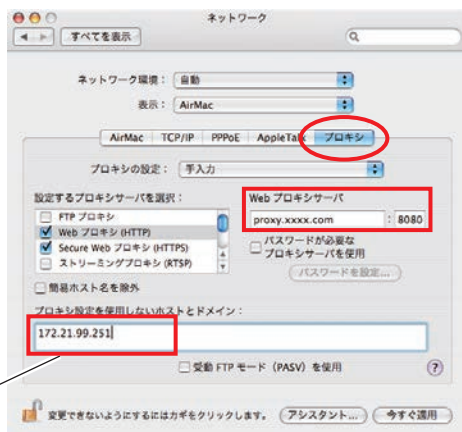 ネットワーク
すべてを表示
ネットワーク環境： 自動
表示： AirMac
AirMac TCP/IP PPPoE AppleTalk プロキシ
プロキシの設定： 手入力
設定するプロキシサーバを選択：
FTP プロキシ
Web プロキシ (HTTP)
Secure Web プロキシ (HTTPS)
ストリーミングプロキシ (RTSP)
Web プロキシサーバ
proxy.xxxx.com : 8080
パスワードが必要な
プロキシサーバを使用
パスワードを設定...
簡易ホスト名を除外
プロキシ設定を使用しないホストとドメイン：
172.21.99.251
受動 FTP モード（PASV）を使用
?
変更できないようにするにはカギをクリックします。 アシスタント... 今すぐ適用